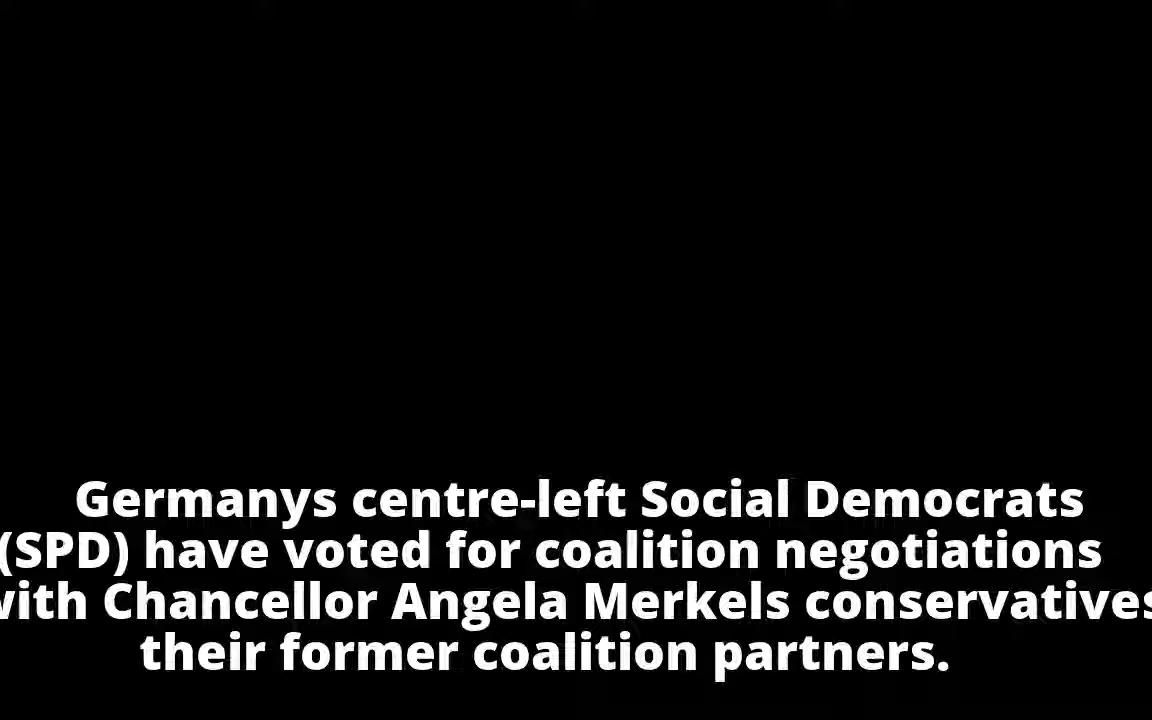 Germanys centre-left Social Democrats
(SPD) have voted for coalition negotiations
with Chancellor Angela Merkels conservatives
their former coalition partners.